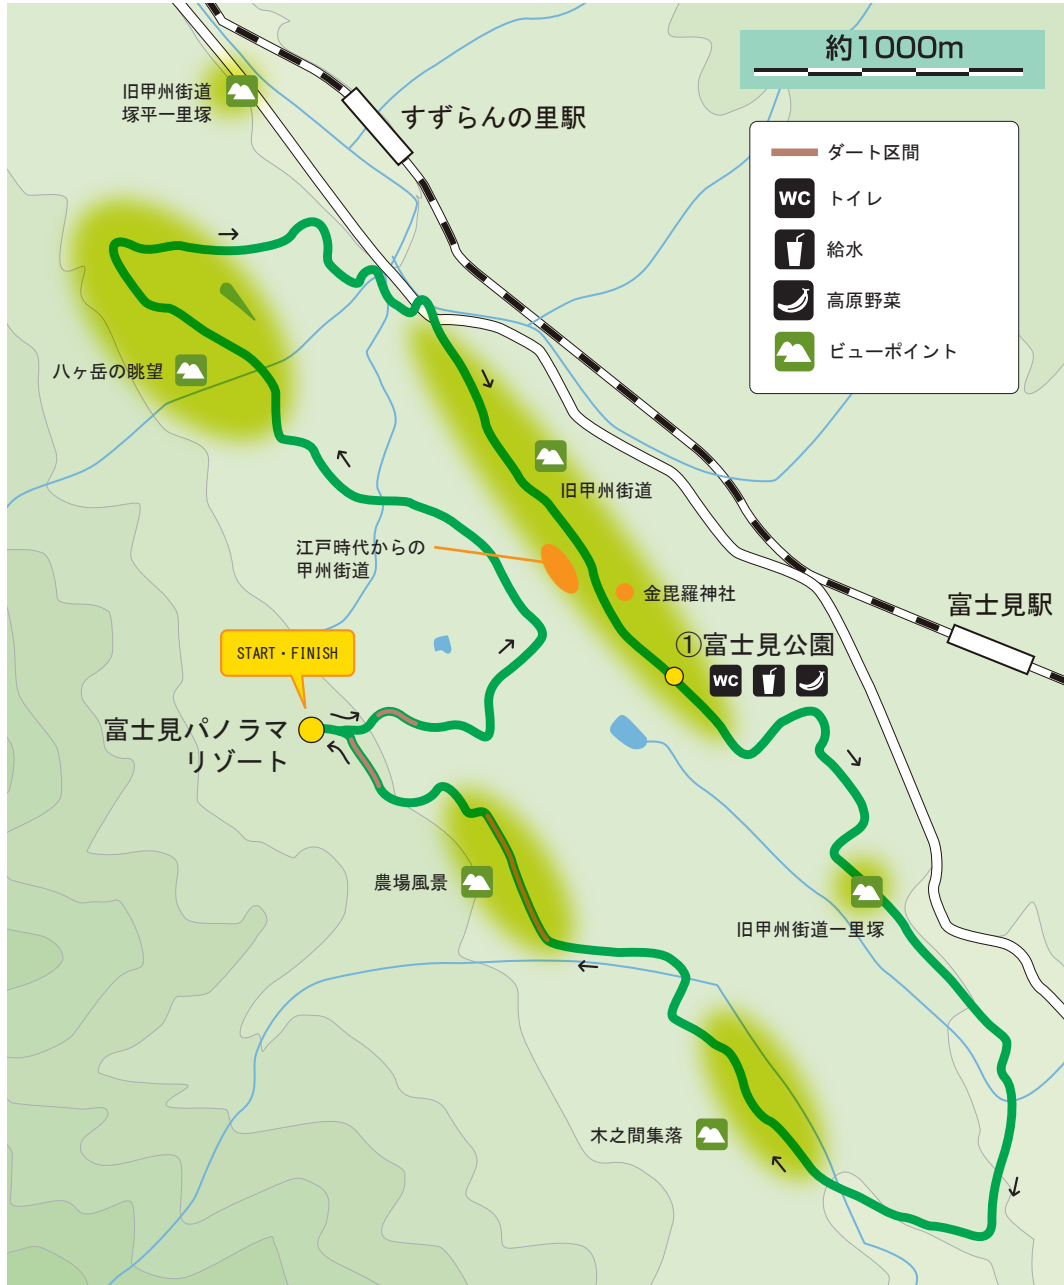 約1000m
旧甲州街道
塚平一里塚
すずらんの里駅
ダート区間
WC
トイレ
給水
高原野菜
ビューポイント
八ヶ岳の眺望
旧甲州街道
江戸時代からの
甲州街道
金毘羅神社
富士見駅
①富士見公園
WC
START・FINISH
富士見パノラマ
リゾート
農場風景
旧甲州街道一里塚
木之間集落